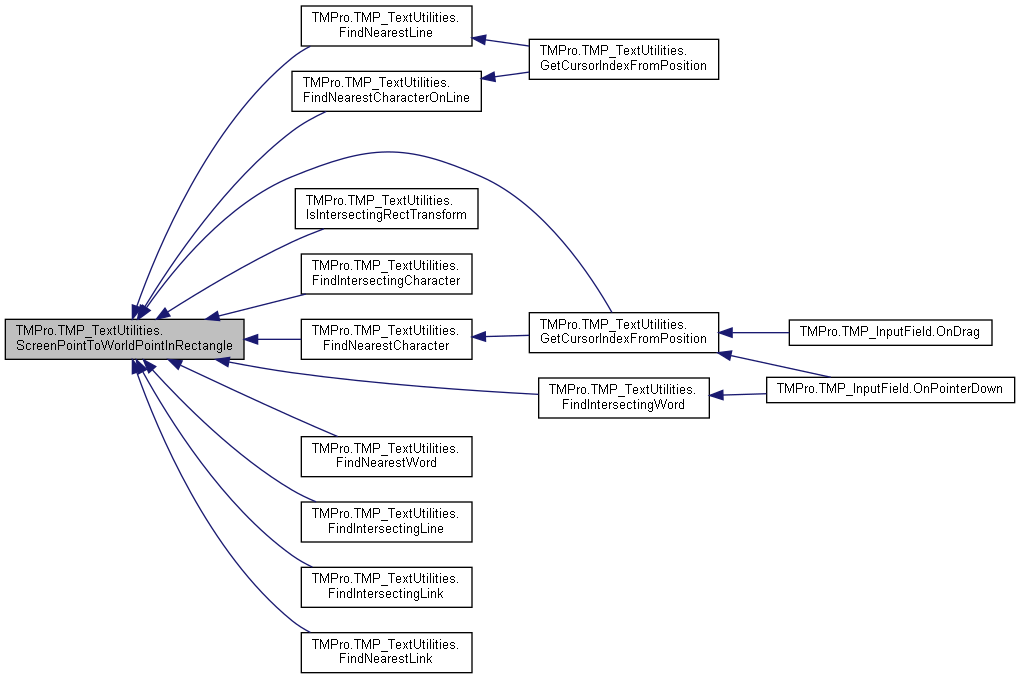 TMPro.TMP_TextUtilities.
FindNearestLine
TMPro.TMP_TextUtilities.
GetCursorIndexFromPosition
TMPro.TMP_TextUtilities.
FindNearestCharacterOnLine
TMPro.TMP_TextUtilities.
IsIntersectingRectTransform
TMPro.TMP_TextUtilities.
FindIntersectingCharacter
TMPro.TMP_TextUtilities.
ScreenPointToWorldPointInRectangle
TMPro.TMP_TextUtilities.
FindNearestCharacter
TMPro.TMP_TextUtilities.
GetCursorIndexFromPosition
TMPro.TMP_InputField.OnDrag
TMPro.TMP_InputField.OnPointerDown
TMPro.TMP_TextUtilities.
FindIntersectingWord
TMPro.TMP_TextUtilities.
FindNearestWord
TMPro.TMP_TextUtilities.
FindIntersectingLine
TMPro.TMP_TextUtilities.
FindIntersectingLink
TMPro.TMP_TextUtilities.
FindNearestLink